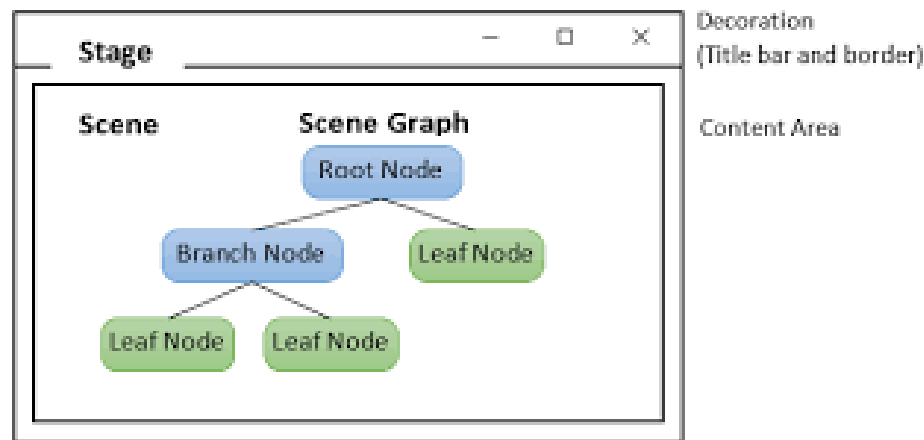 Stage
Decoration
(Title bar and border)
Scene
Scene Graph
Content Area
Root Node
Branch Node
Leaf Node
Leaf Node
Leaf Node